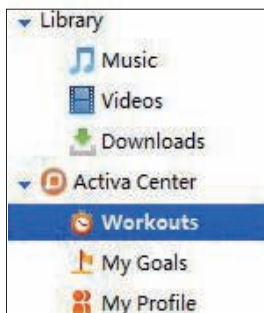 Library
Music
Videos
Downloads
Activa Center
Workouts
My Goals
My Profile